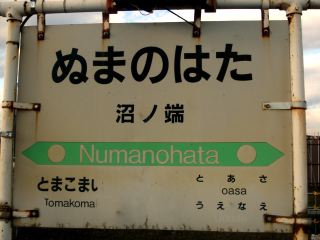 ぬまのはた
沼ノ端
Numanohata
とまこまい
Tomakomai
とあさ
oasa
うえなえ